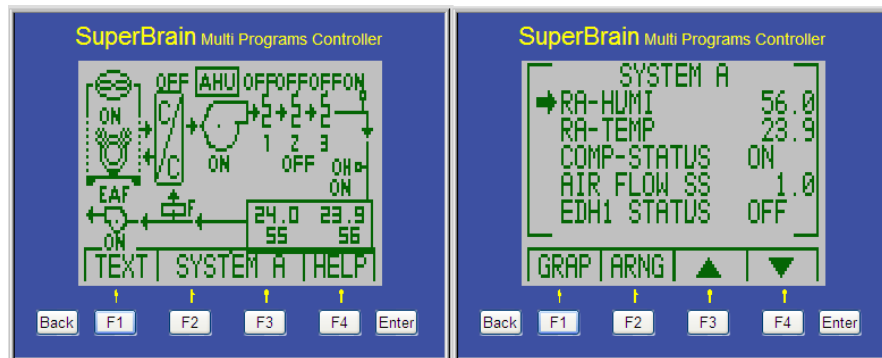 SuperBrain Multi Programs Controller
OFF AHU OFF OFF OFF ON
ON
C/C
ON
1 2 3
OFF
OH
ON
EAF
F
ON
24.0 23.9
55 56
TEXT SYSTEM A HELP
Back F1 F2 F3 F4 Enter
SuperBrain Multi Programs Controller
SYSTEM A
RA-HUMI 56.0
RA-TEMP 23.9
COMP-STATUS ON
AIR FLOW SS 1.0
EDH1 STATUS OFF
GRAP ARNG ▲ ▼
Back F1 F2 F3 F4 Enter